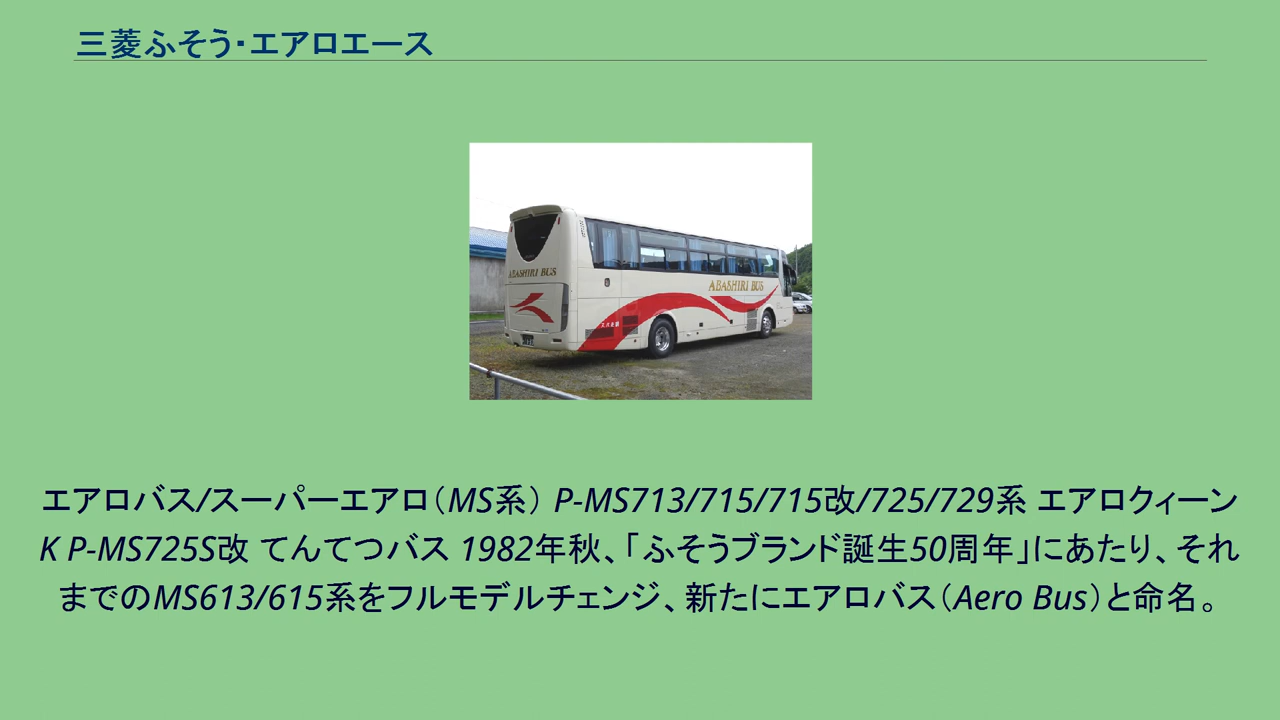 三菱ふそう・エアロエース
ABASHIRI BUS
ABASHIRI BUS
エアロバス/スーパーエアロ（MS系） P-MS713/715/715改/725/729系 エアロクィーン
K P-MS725S改 てんてつバス 1982年秋、「ふそうブランド誕生50周年」にあたり、それ
までのMS613/615系をフルモデルチェンジ、新たにエアロバス（Aero Bus）と命名。